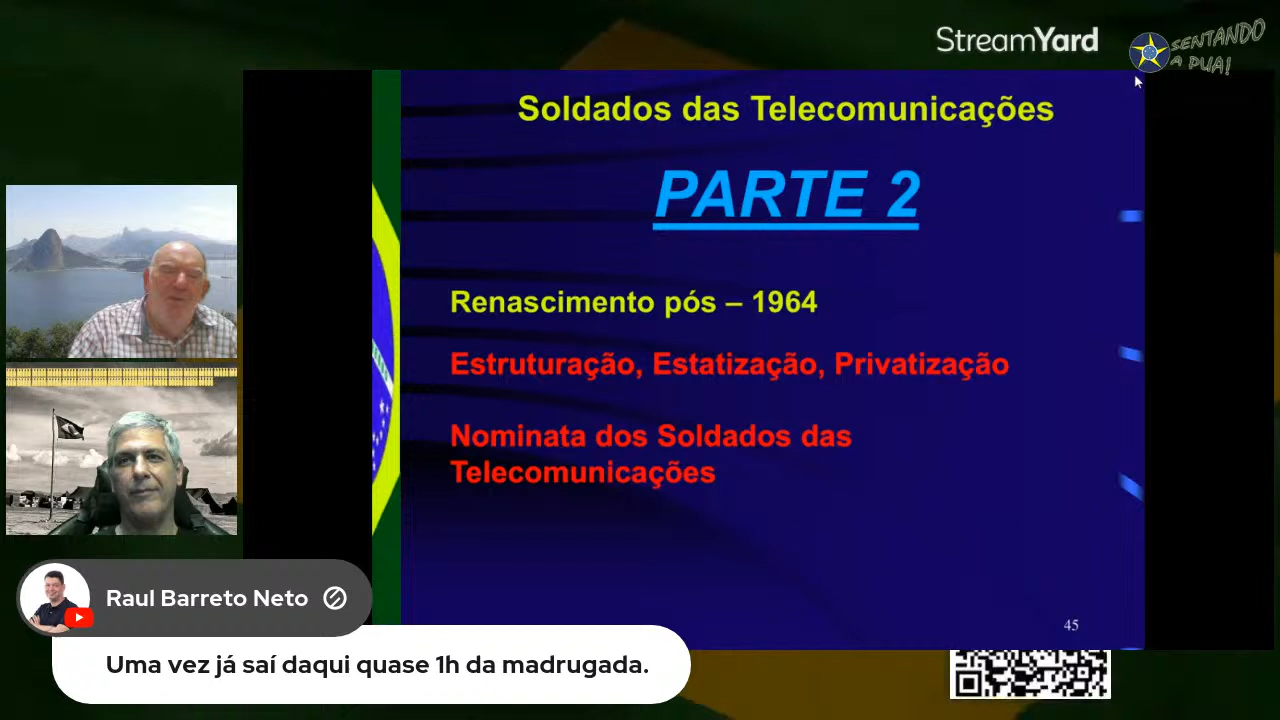 StreamYard
SENTANDO
A PUA!
Soldados das Telecomunicações
PARTE 2
Renascimento pós – 1964
Estruturação, Estatização, Privatização
Nominata dos Soldados das
Telecomunicações
45
Raul Barreto Neto
Uma vez já saí daqui quase 1h da madrugada.